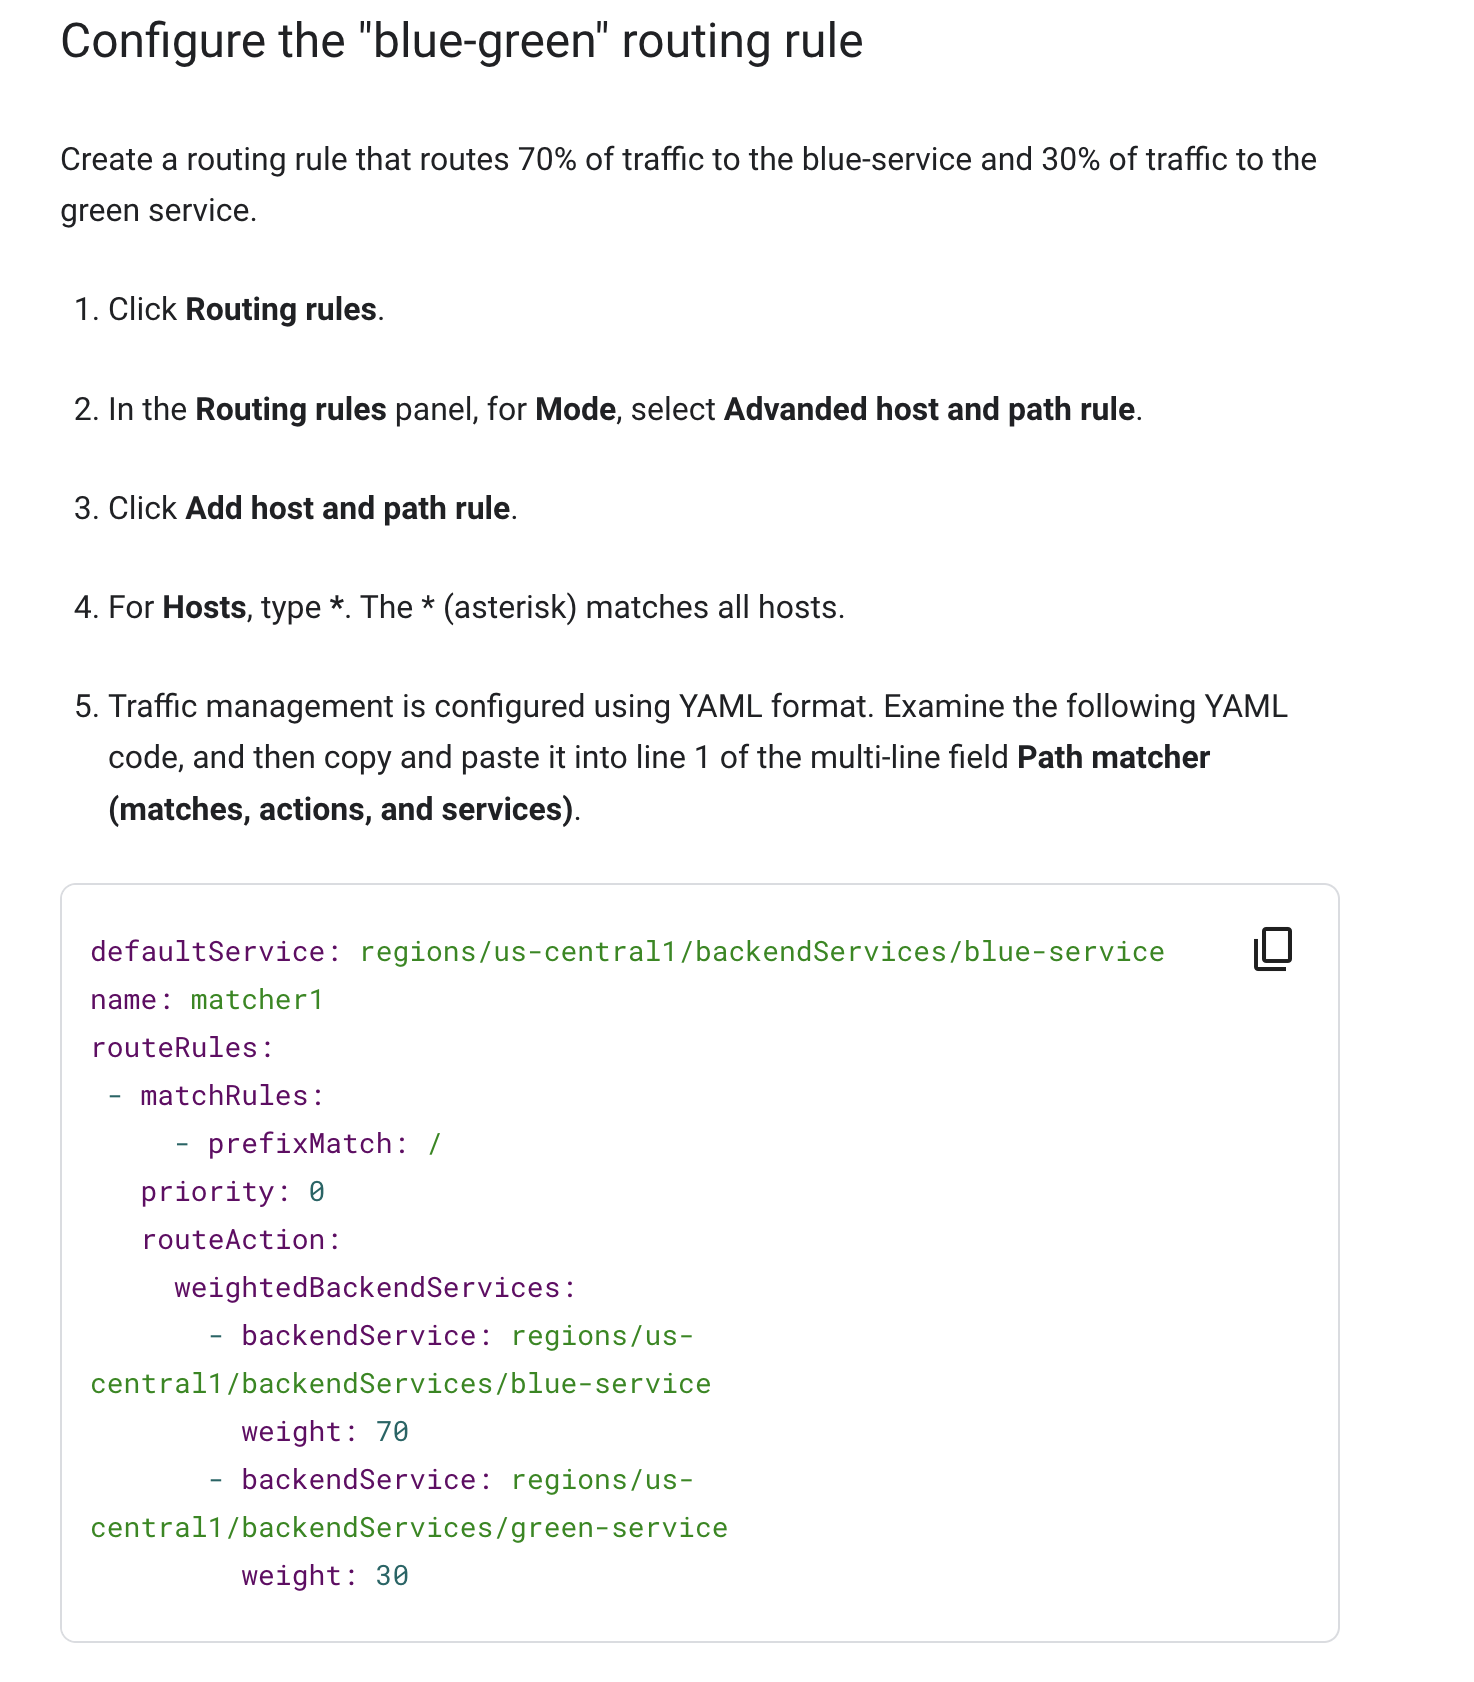 Configure the "blue-green" routing rule
Create a routing rule that routes 70% of traffic to the blue-service and 30% of traffic to the
green service.
1. Click Routing rules.
2. In the Routing rules panel, for Mode, select Advanded host and path rule.
3. Click Add host and path rule.
4. For Hosts, type *. The * (asterisk) matches all hosts.
5. Traffic management is configured using YAML format. Examine the following YAML
code, and then copy and paste it into line 1 of the multi-line field Path matcher
(matches, actions, and services).
defaultService: regions/us-central1/backendServices/blue-service
name: matcher1
routeRules:
 - matchRules:
     - prefixMatch: /
   priority: 0
   routeAction:
     weightedBackendServices:
       - backendService: regions/us-
central1/backendServices/blue-service
         weight: 70
       - backendService: regions/us-
central1/backendServices/green-service
         weight: 30